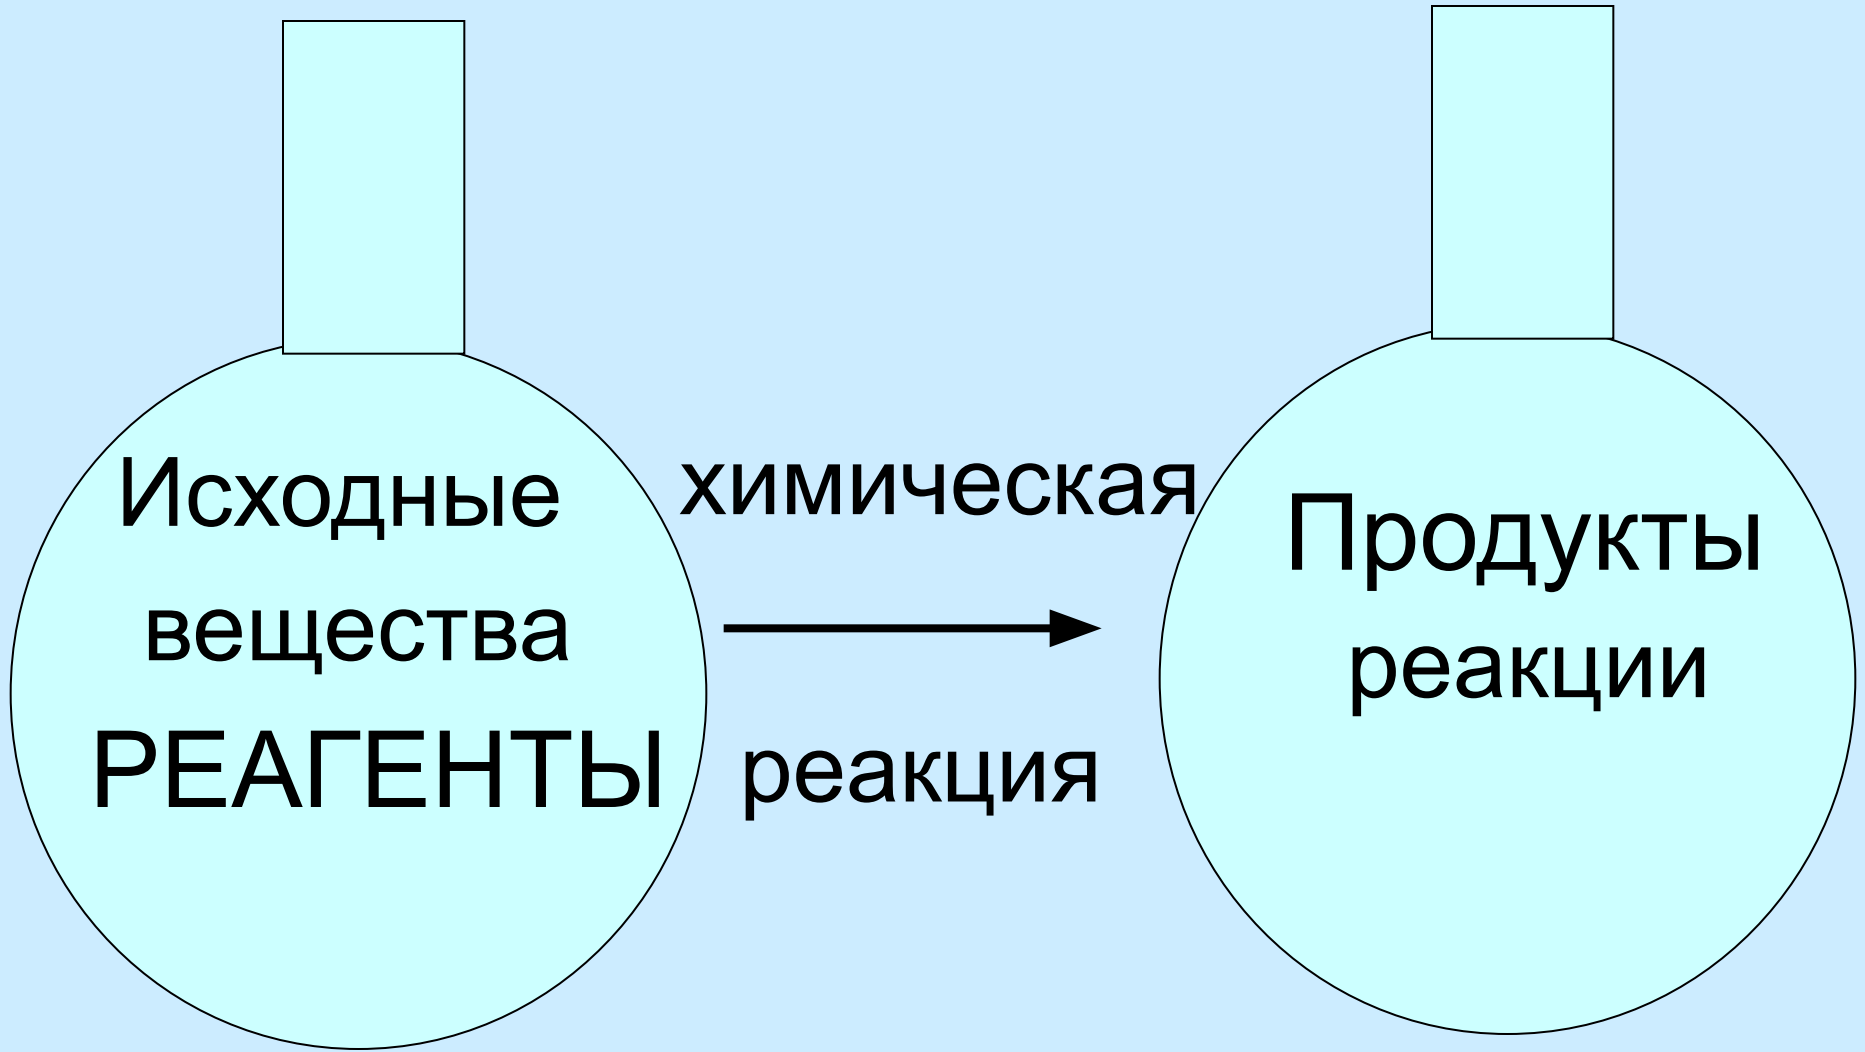 Исходные
вещества
РЕАГЕНТЫ
химическая
реакция
Продукты
реакции